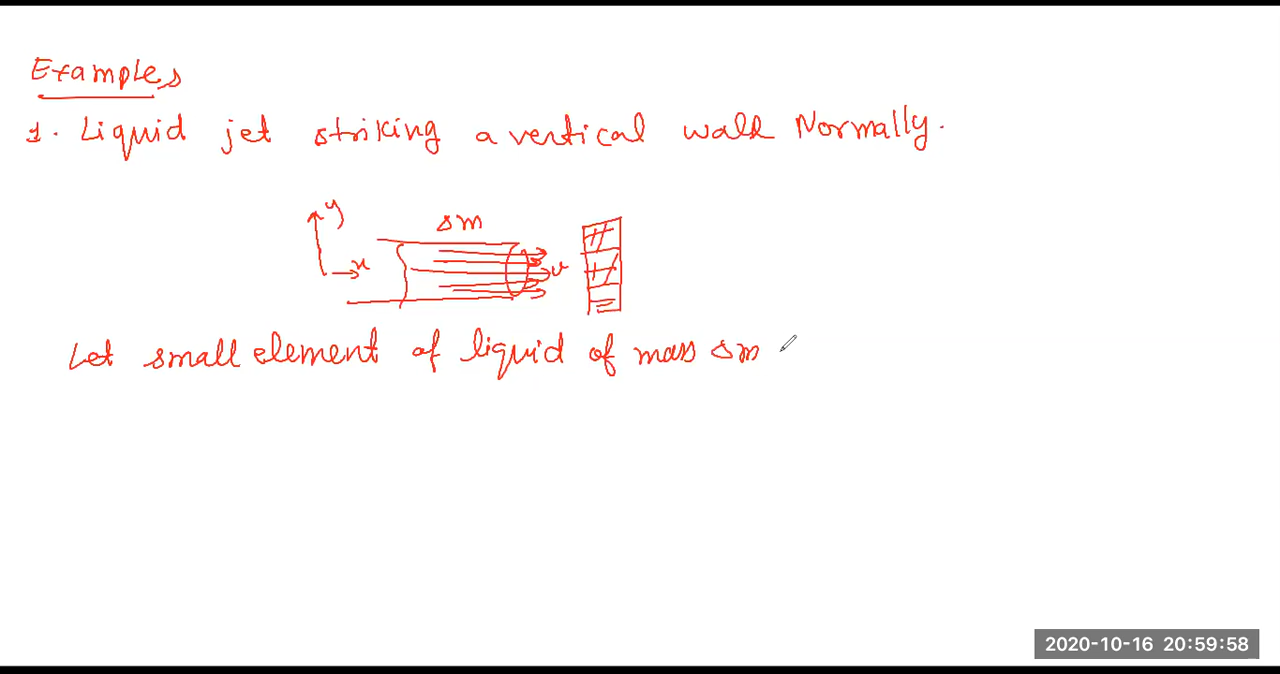 Examples
1. Liquid jet striking a vertical wall Normally.
y
Δm
x
v
Let small element of liquid of mass Δm
2020-10-16 20:59:58